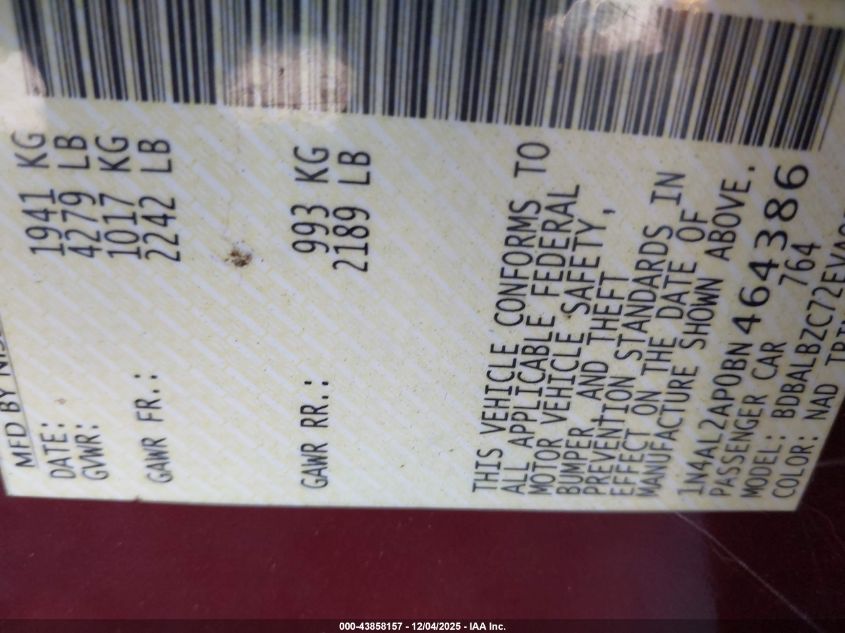 MFD BY NIS
DATE:
GVWR: 1941 KG
4279 LB
GAWR FR.: 1017 KG
2242 LB
GAWR RR.: 993 KG
2189 LB
THIS VEHICLE CONFORMS TO
ALL APPLICABLE FEDERAL
MOTOR VEHICLE SAFETY,
BUMPER AND THEFT
PREVENTION STANDARDS IN
EFFECT ON THE DATE OF
MANUFACTURE SHOWN ABOVE.
1N4AL2AP0BN464386
PASSENGER CAR 764
MODEL: BDBALBZC72EVA
COLOR: NAD TRI
000-43858157 - 12/04/2025 - IAA Inc.